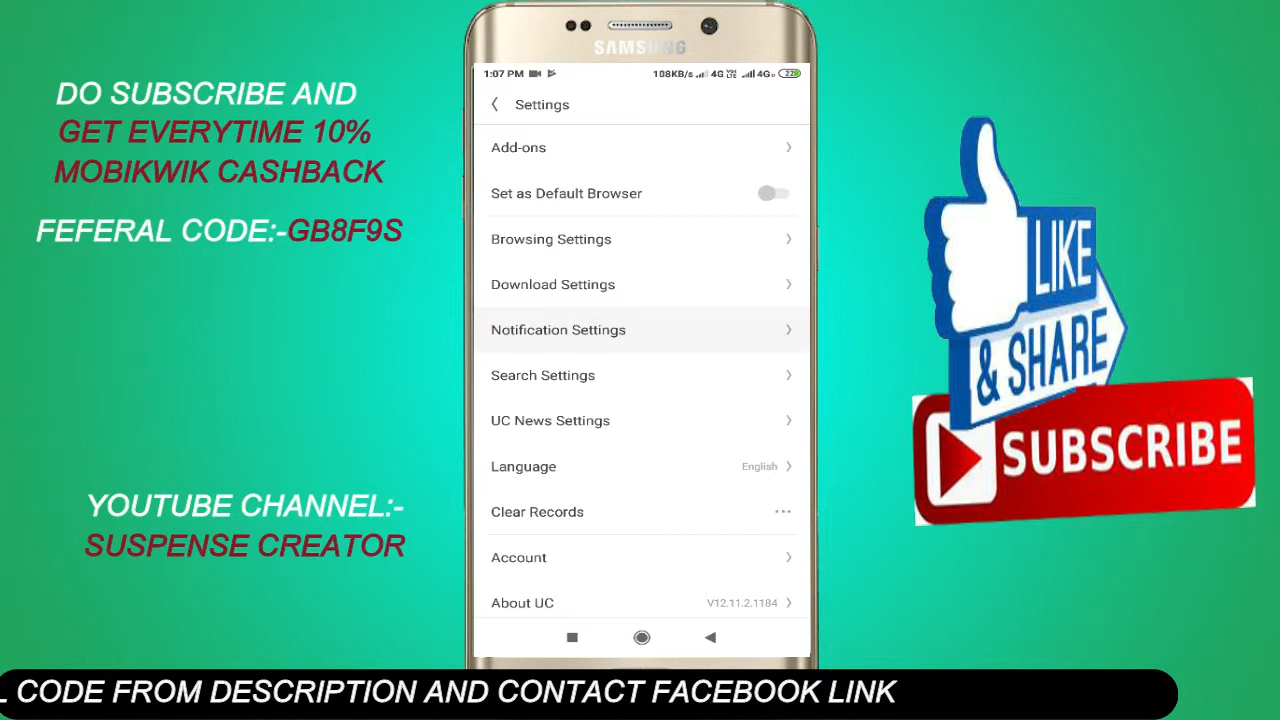 DO SUBSCRIBE AND
GET EVERYTIME 10%
MOBIKWIK CASHBACK
FEFERAL CODE:-GB8F9S
YOUTUBE CHANNEL:-
SUSPENSE CREATOR
SAMSUNG
1:07 PM 108KB/s 4G VoLTE 4G 22
Settings
Add-ons
Set as Default Browser
Browsing Settings
Download Settings
Notification Settings
Search Settings
UC News Settings
Language English
Clear Records ...
Account
About UC V12.11.2.1184
LIKE
& SHARE
SUBSCRIBE
L CODE FROM DESCRIPTION AND CONTACT FACEBOOK LINK